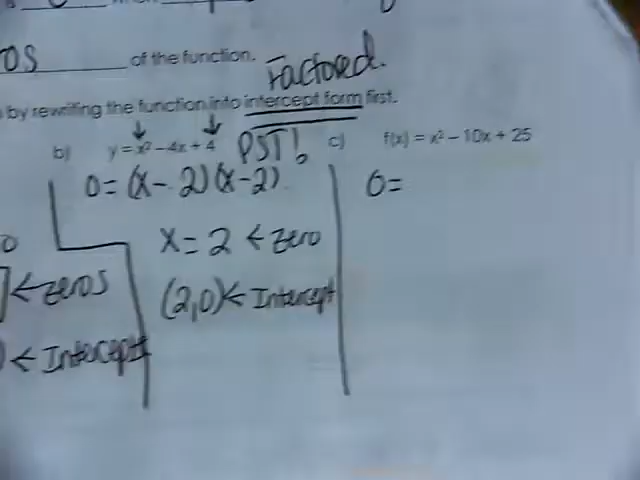 os of the function.
Factored.
by rewriting the function into intercept form first.
b) y = x² – 4x + 4 PST! c) f(x) = x² – 10x + 25
0 = (x – 2)(x – 2) 0 =
x = 2 ← zero
← zeros
(2,0) ← Intercept
← Intercepts